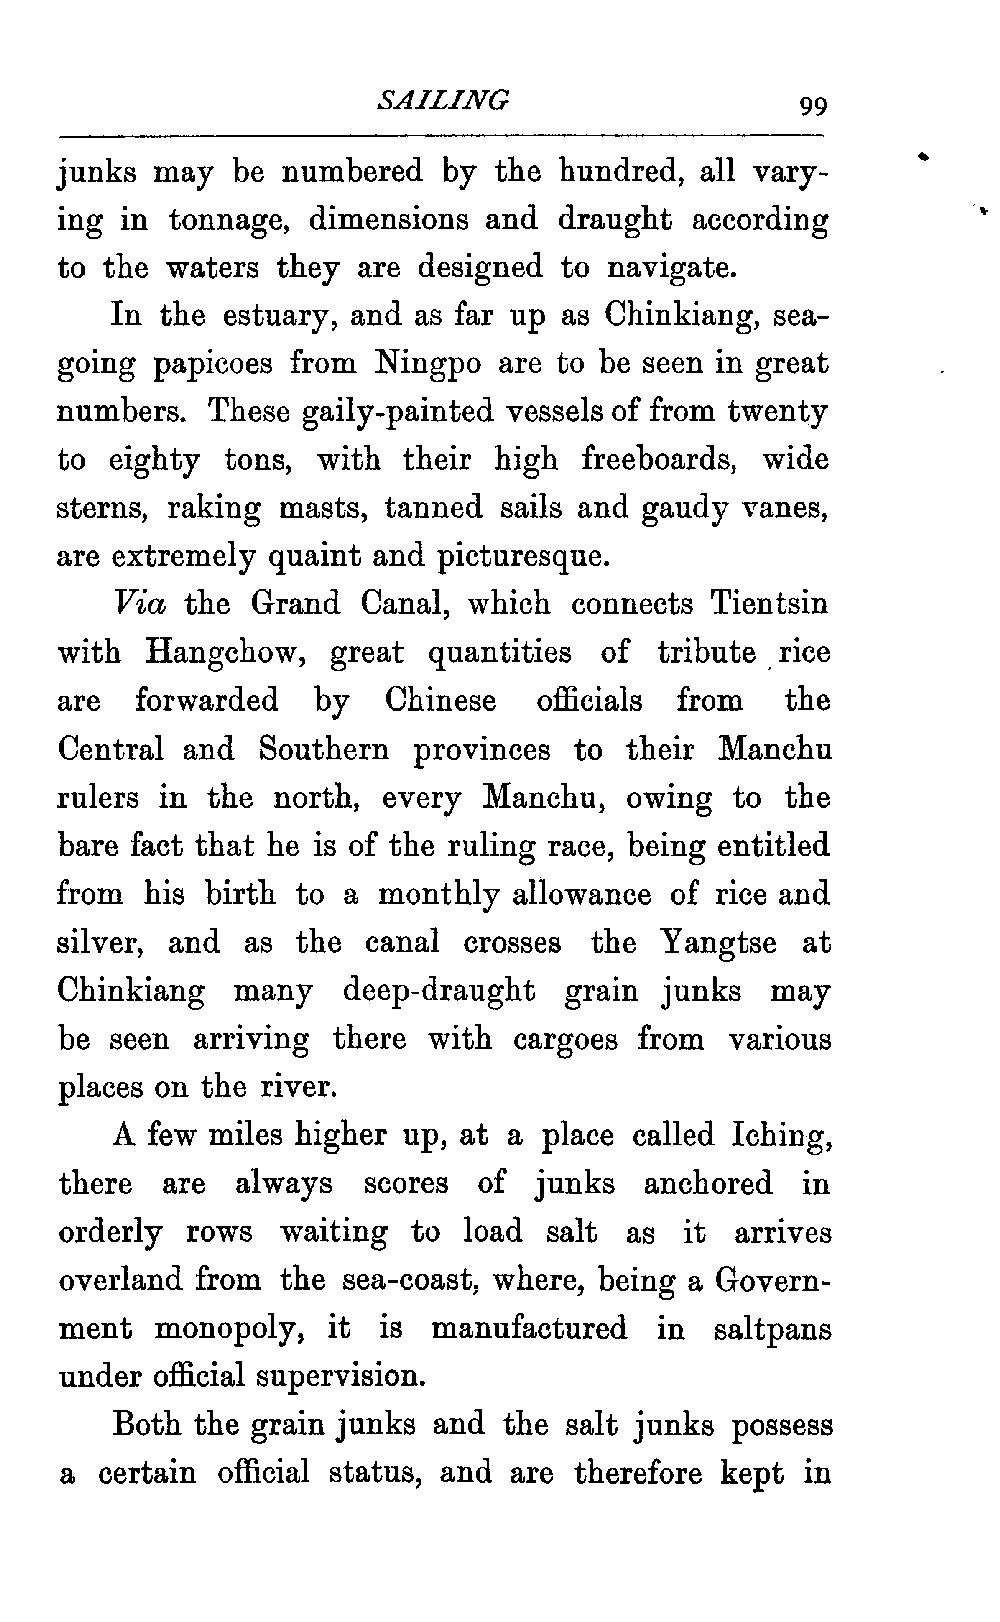 SAILING 99
junks may be numbered by the hundred, all vary-
ing in tonnage, dimensions and draught according
to the waters they are designed to navigate.
In the estuary, and as far up as Chinkiang, sea-
going papicoes from Ningpo are to be seen in great
numbers. These gaily-painted vessels of from twenty
to eighty tons, with their high freeboards, wide
sterns, raking masts, tanned sails and gaudy vanes,
are extremely quaint and picturesque.
Via the Grand Canal, which connects Tientsin
with Hangchow, great quantities of tribute rice
are forwarded by Chinese officials from the
Central and Southern provinces to their Manchu
rulers in the north, every Manchu, owing to the
bare fact that he is of the ruling race, being entitled
from his birth to a monthly allowance of rice and
silver, and as the canal crosses the Yangtse at
Chinkiang many deep-draught grain junks may
be seen arriving there with cargoes from various
places on the river.
A few miles higher up, at a place called Iching,
there are always scores of junks anchored in
orderly rows waiting to load salt as it arrives
overland from the sea-coast, where, being a Govern-
ment monopoly, it is manufactured in saltpans
under official supervision.
Both the grain junks and the salt junks possess
a certain official status, and are therefore kept in